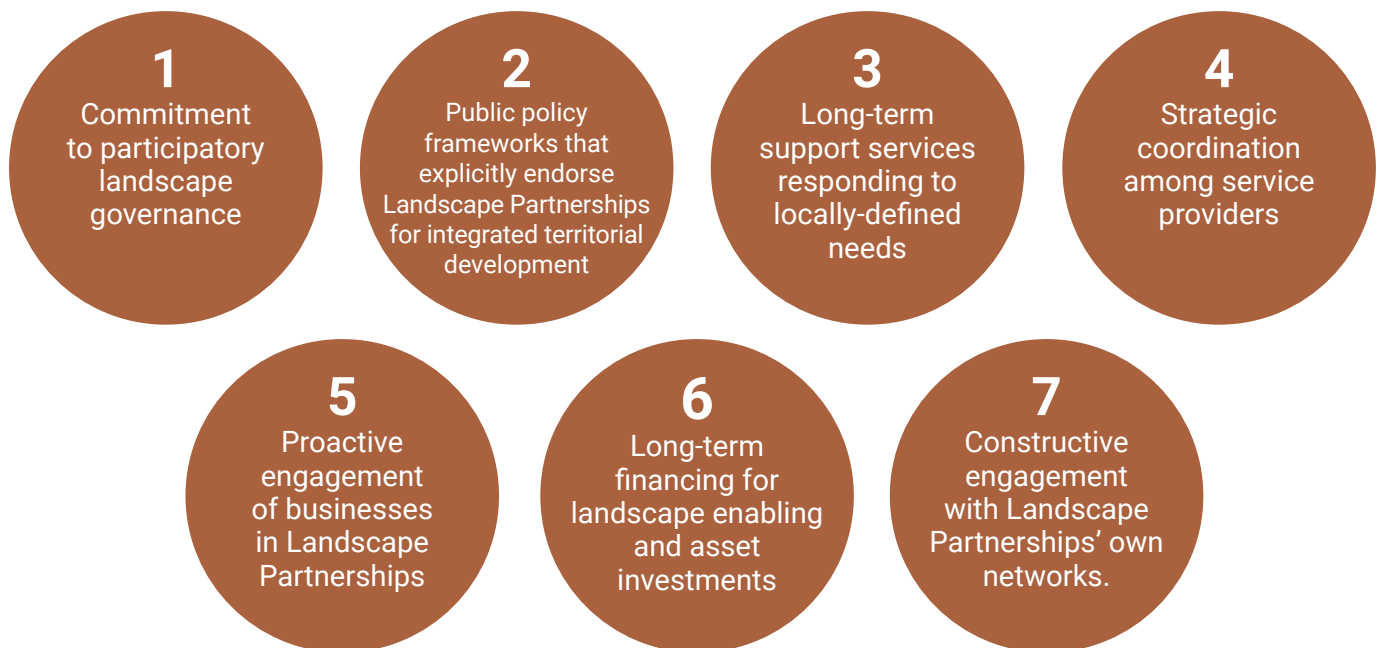 1
Commitment
to participatory
landscape
governance
2
Public policy
frameworks that
explicitly endorse
Landscape Partnerships
for integrated territorial
development
3
Long-term
support services
responding to
locally-defined
needs
4
Strategic
coordination
among service
providers
5
Proactive
engagement
of businesses
in Landscape
Partnerships
6
Long-term
financing for
landscape enabling
and asset
investments
7
Constructive
engagement
with Landscape
Partnerships’ own
networks.